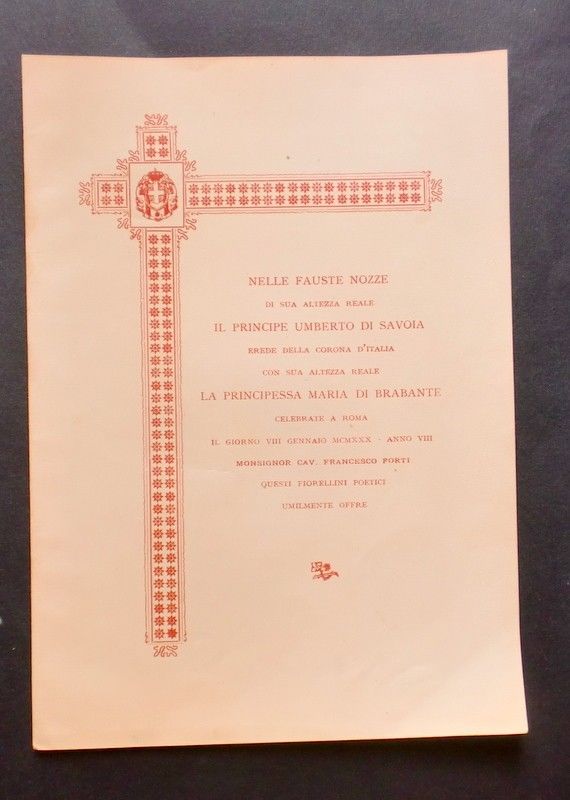 NELLE FAUSTE NOZZE
DI SUA ALTEZZA REALE
IL PRINCIPE UMBERTO DI SAVOIA
EREDE DELLA CORONA D'ITALIA
CON SUA ALTEZZA REALE
LA PRINCIPESSA MARIA DI BRABANTE
CELEBRATE A ROMA
IL GIORNO VIII GENNAIO MCMXXX - ANNO VIII
MONSIGNOR CAV. FRANCESCO FORTI
QUESTI FIORELLINI POETICI
UMILMENTE OFFRE